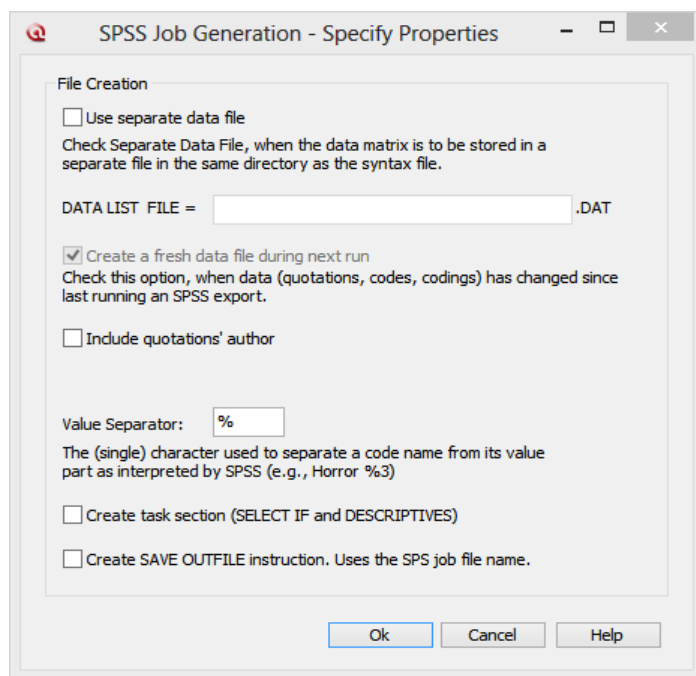 SPSS Job Generation - Specify Properties
File Creation
Use separate data file
Check Separate Data File, when the data matrix is to be stored in a
separate file in the same directory as the syntax file.
DATA LIST FILE = .DAT
Create a fresh data file during next run
Check this option, when data (quotations, codes, codings) has changed since
last running an SPSS export.
Include quotations' author
Value Separator: %
The (single) character used to separate a code name from its value
part as interpreted by SPSS (e.g., Horror %3)
Create task section (SELECT IF and DESCRIPTIVES)
Create SAVE OUTFILE instruction. Uses the SPS job file name.
Ok Cancel Help